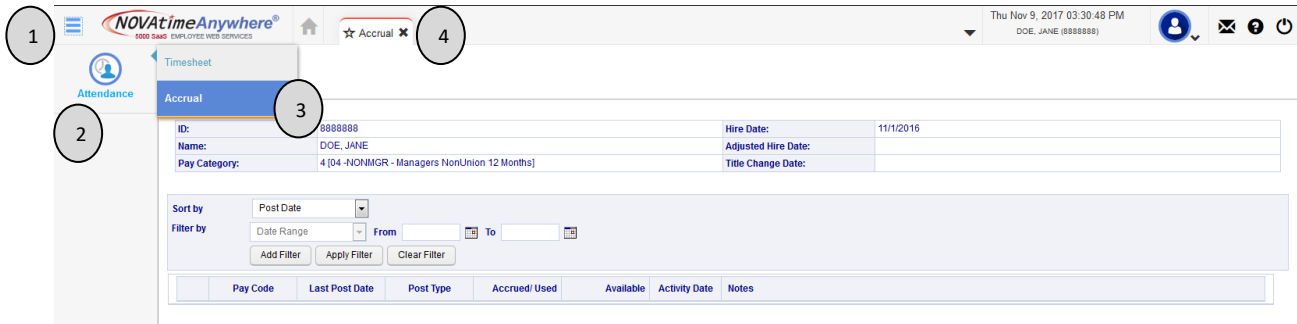 1
NOVAtimeAnywhere®
5000 SaaS EMPLOYEE WEB SERVICES
Accrual
4
Thu Nov 9, 2017 03:30:48 PM
DOE, JANE (8888888)
Attendance
2
Timesheet
Accrual
3
ID: 8888888 Hire Date: 11/1/2016
Name: DOE, JANE Adjusted Hire Date:
Pay Category: 4 [04 -NONMGR - Managers NonUnion 12 Months] Title Change Date:
Sort by Post Date
Filter by Date Range From To
Add Filter Apply Filter Clear Filter
Pay Code Last Post Date Post Type Accrued/ Used Available Activity Date Notes